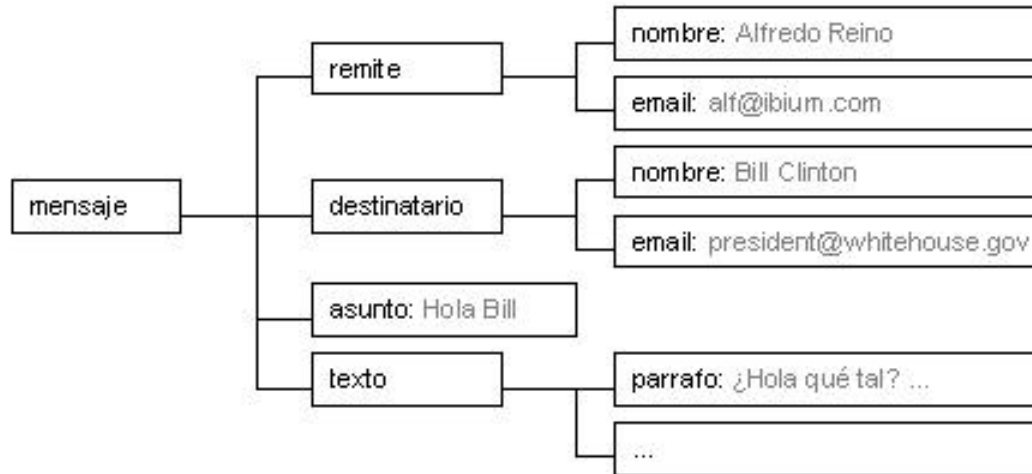 nombre: Alfredo Reino
remite
email: alf@ibium.com
nombre: Bill Clinton
mensaje
destinatario
email: president@whitehouse.gov
asunto: Hola Bill
texto
parrafo: ¿Hola qué tal? ...
...